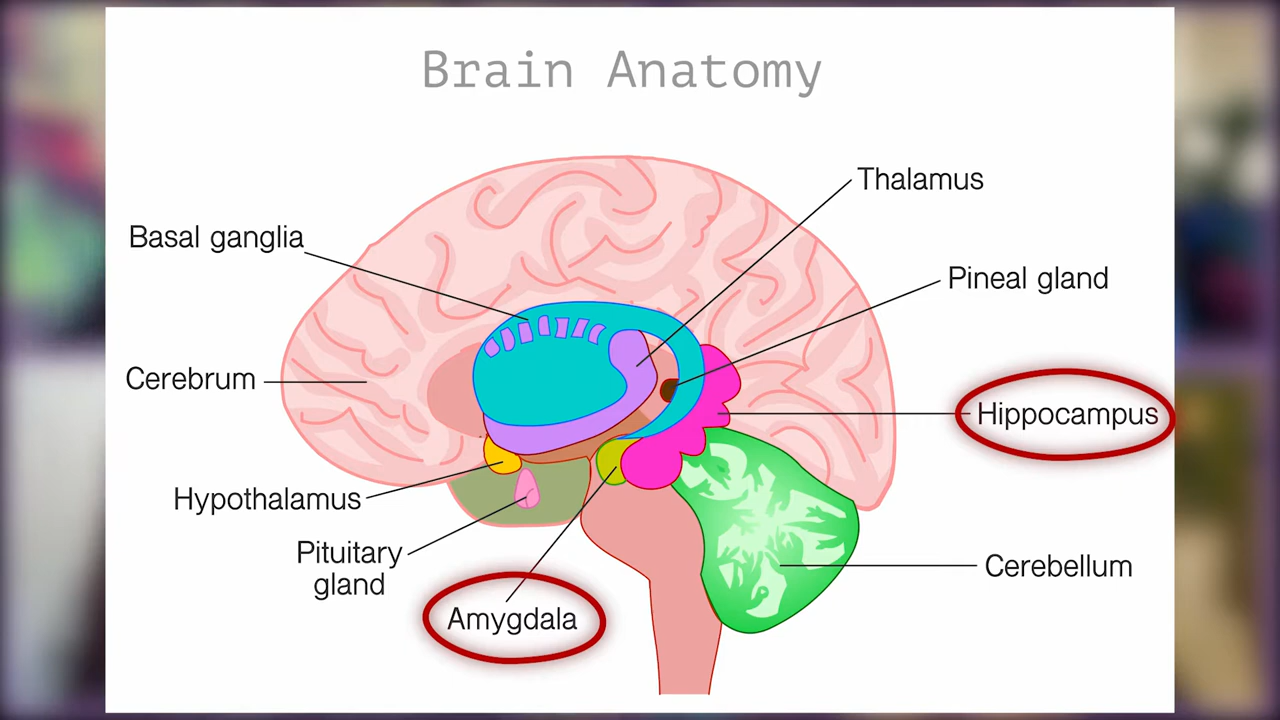 Brain Anatomy
Thalamus
Basal ganglia
Pineal gland
Cerebrum
Hippocampus
Hypothalamus
Pituitary
gland
Cerebellum
Amygdala